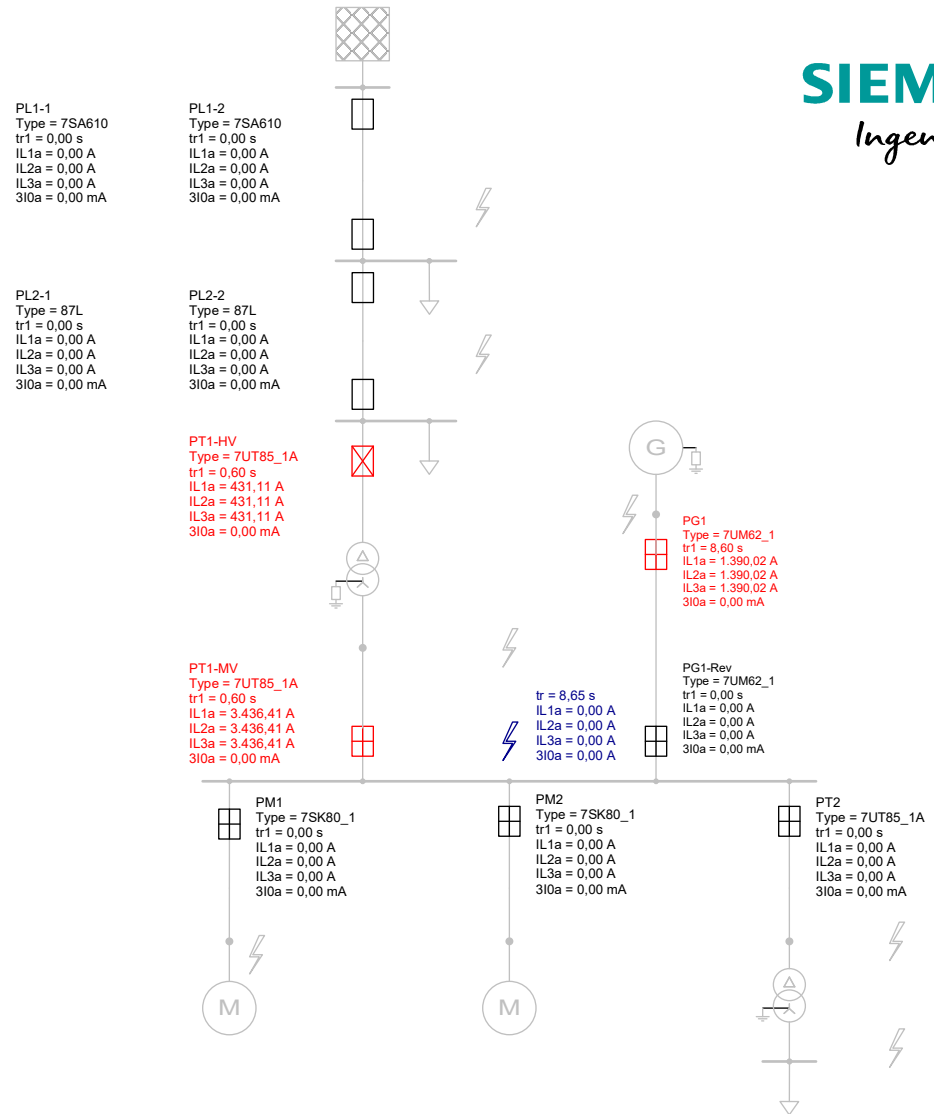 SIEM
Ingen
PL1-1
Type = 7SA610
tr1 = 0,00 s
IL1a = 0,00 A
IL2a = 0,00 A
IL3a = 0,00 A
3I0a = 0,00 mA
PL1-2
Type = 7SA610
tr1 = 0,00 s
IL1a = 0,00 A
IL2a = 0,00 A
IL3a = 0,00 A
3I0a = 0,00 mA
PL2-1
Type = 87L
tr1 = 0,00 s
IL1a = 0,00 A
IL2a = 0,00 A
IL3a = 0,00 A
3I0a = 0,00 mA
PL2-2
Type = 87L
tr1 = 0,00 s
IL1a = 0,00 A
IL2a = 0,00 A
IL3a = 0,00 A
3I0a = 0,00 mA
PT1-HV
Type = 7UT85_1A
tr1 = 0,60 s
IL1a = 431,11 A
IL2a = 431,11 A
IL3a = 431,11 A
3I0a = 0,00 mA
G
PG1
Type = 7UM62_1
tr1 = 8,60 s
IL1a = 1.390,02 A
IL2a = 1.390,02 A
IL3a = 1.390,02 A
3I0a = 0,00 mA
PT1-MV
Type = 7UT85_1A
tr1 = 0,60 s
IL1a = 3.436,41 A
IL2a = 3.436,41 A
IL3a = 3.436,41 A
3I0a = 0,00 mA
tr = 8,65 s
IL1a = 0,00 A
IL2a = 0,00 A
IL3a = 0,00 A
3I0a = 0,00 A
PG1-Rev
Type = 7UM62_1
tr1 = 0,00 s
IL1a = 0,00 A
IL2a = 0,00 A
IL3a = 0,00 A
3I0a = 0,00 mA
PM1
Type = 7SK80_1
tr1 = 0,00 s
IL1a = 0,00 A
IL2a = 0,00 A
IL3a = 0,00 A
3I0a = 0,00 mA
PM2
Type = 7SK80_1
tr1 = 0,00 s
IL1a = 0,00 A
IL2a = 0,00 A
IL3a = 0,00 A
3I0a = 0,00 mA
PT2
Type = 7UT85_1A
tr1 = 0,00 s
IL1a = 0,00 A
IL2a = 0,00 A
IL3a = 0,00 A
3I0a = 0,00 mA
M
M